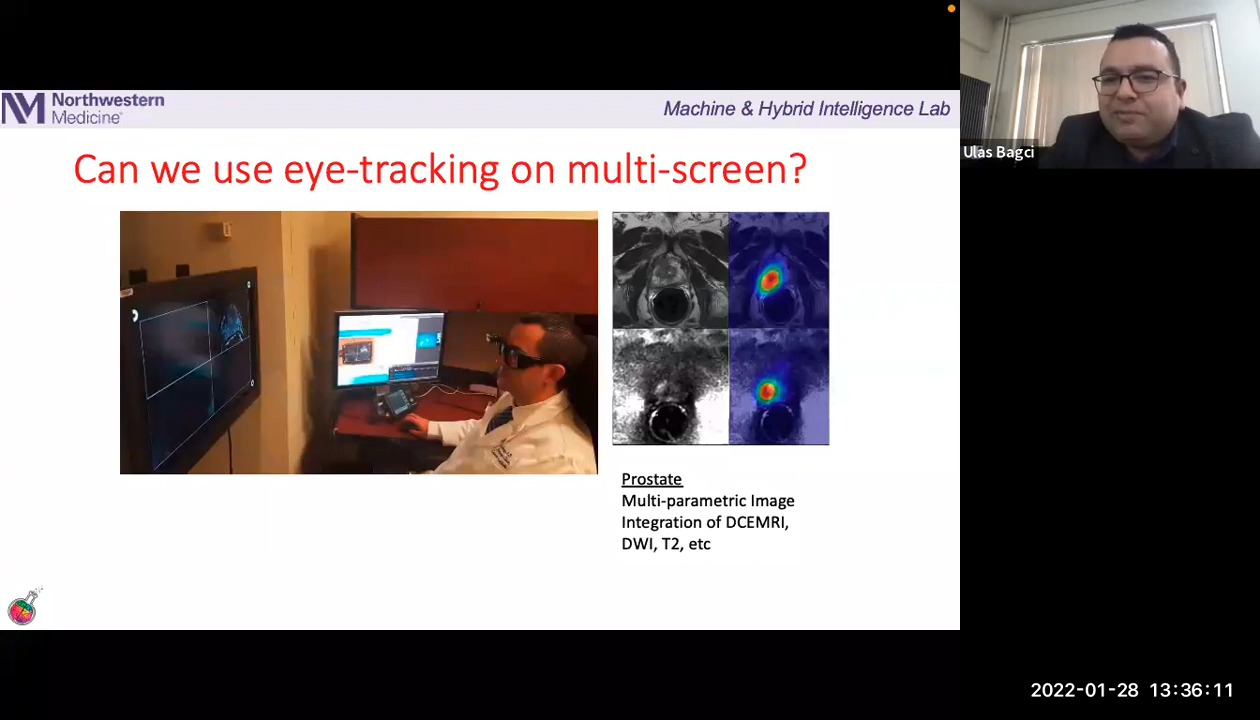 Northwestern
Medicine®
Machine & Hybrid Intelligence Lab
Can we use eye-tracking on multi-screen?
Prostate
Multi-parametric Image
Integration of DCEMRI,
DWI, T2, etc
Ulas Bagci
2022-01-28 13:36:11